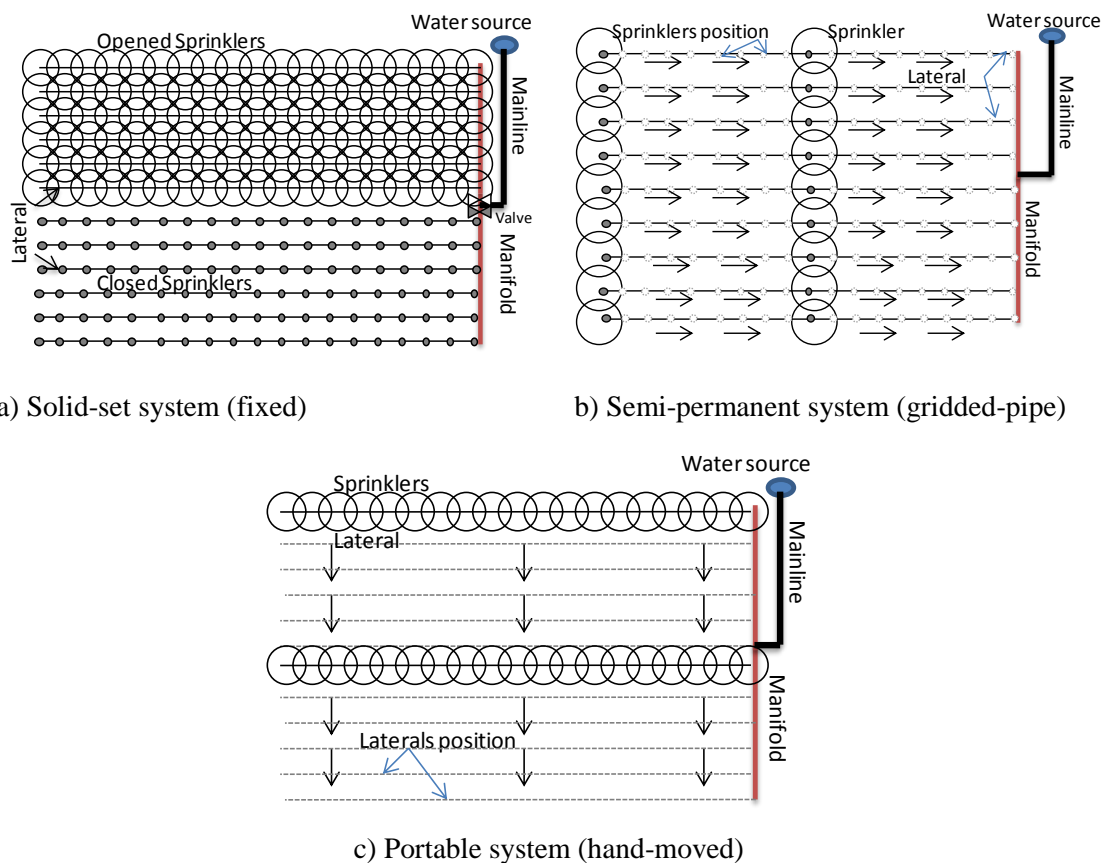 Water source
Opened Sprinklers
Mainline
Lateral
Valve
Manifold
Closed Sprinklers
a) Solid-set system (fixed)
Water source
Sprinklers position
Sprinkler
Lateral
Mainline
Manifold
b) Semi-permanent system (gridded-pipe)
Water source
Sprinklers
Lateral
Mainline
Manifold
Laterals position
c) Portable system (hand-moved)